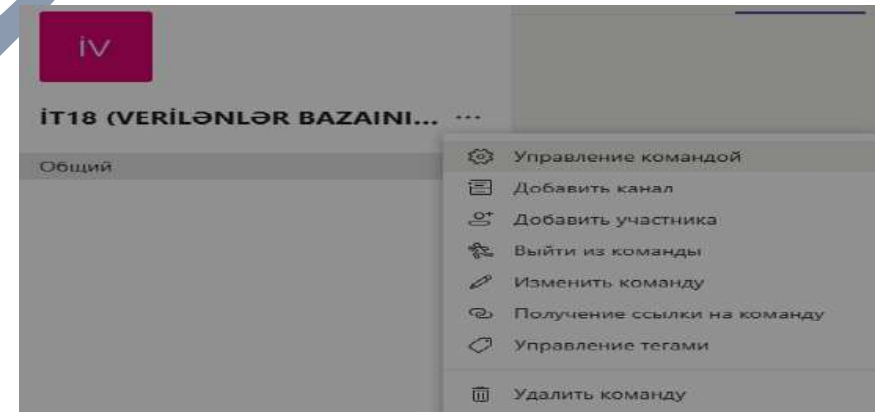 İV
İT18 (VERİLƏNLƏR BAZAINI... ...
Общий
Управление командой
Добавить канал
Добавить участника
Выйти из команды
Изменить команду
Получение ссылки на команду
Управление тегами
Удалить команду